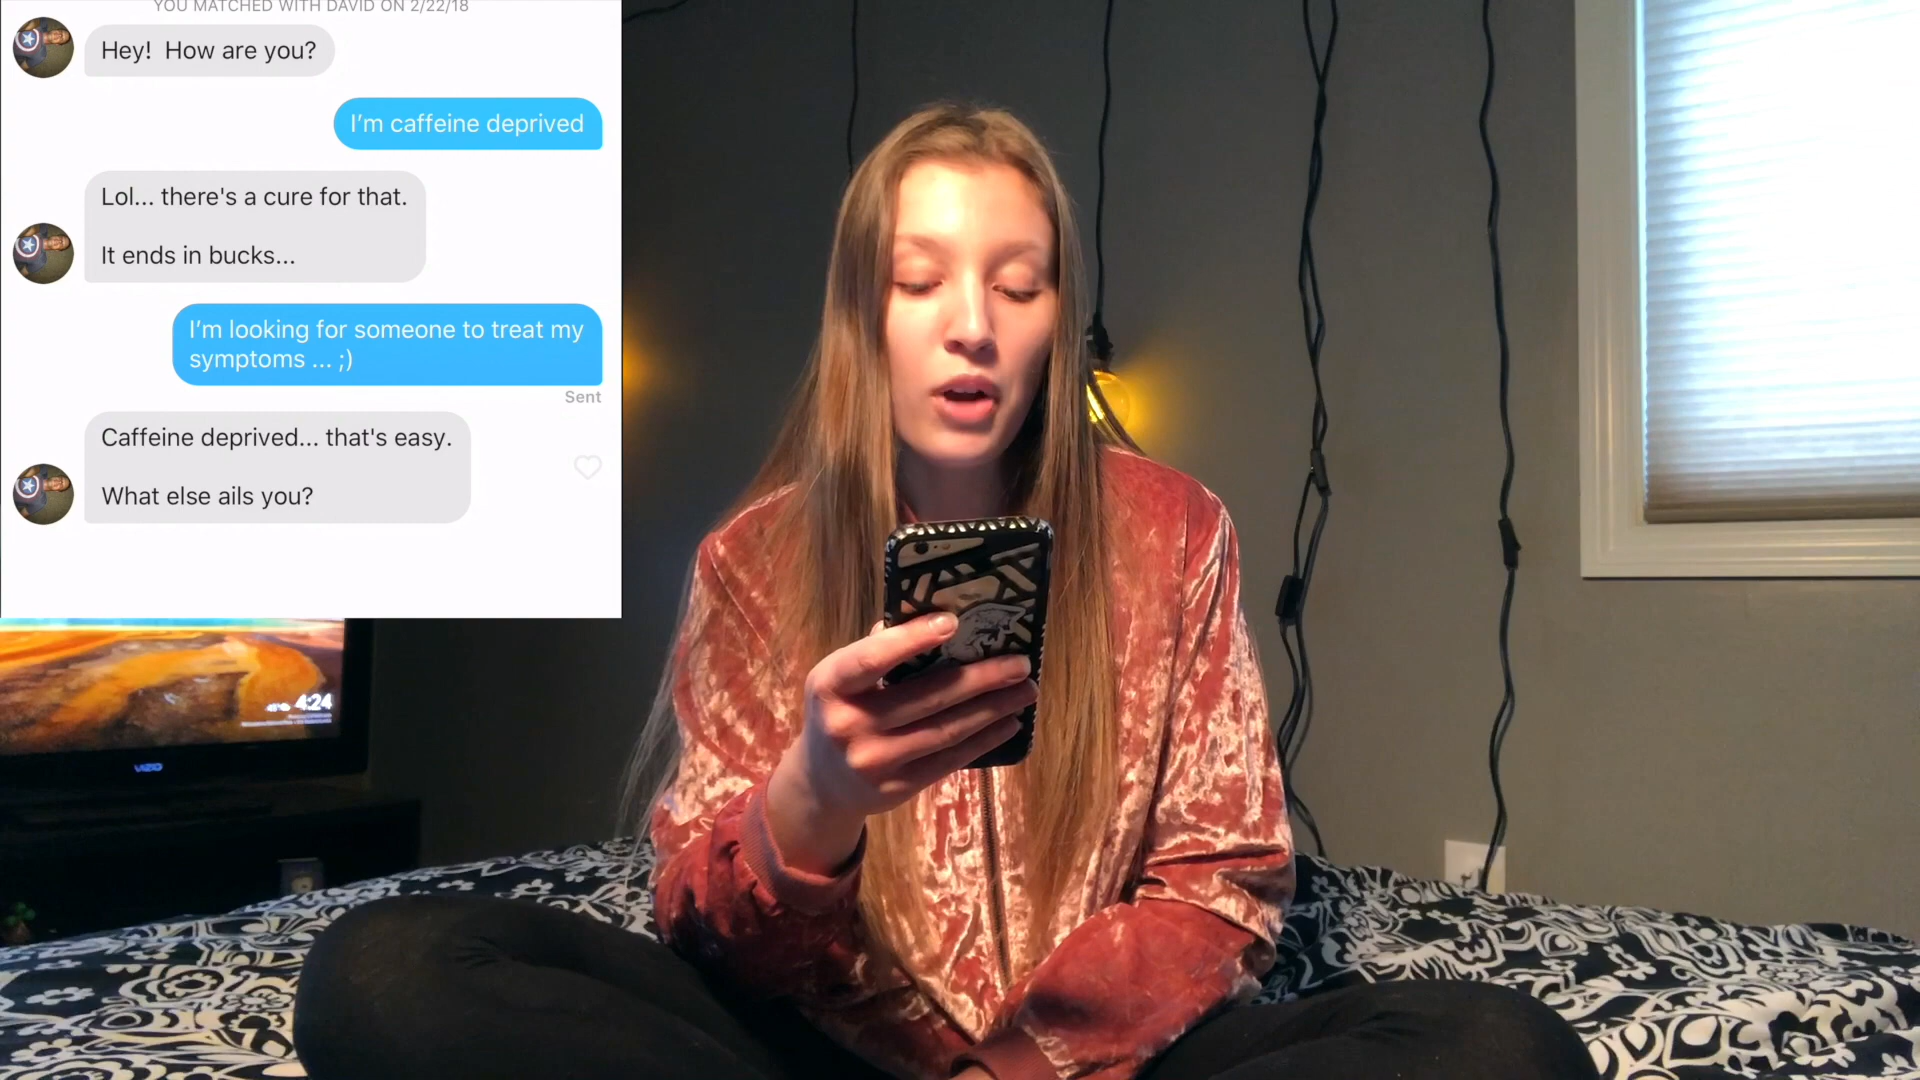 YOU MATCHED WITH DAVID ON 2/22/18
Hey!  How are you?
I'm caffeine deprived
Lol... there's a cure for that.
It ends in bucks...
I'm looking for someone to treat my
symptoms ... ;)
Sent
Caffeine deprived... that's easy.
What else ails you?
4:24
VIZIO